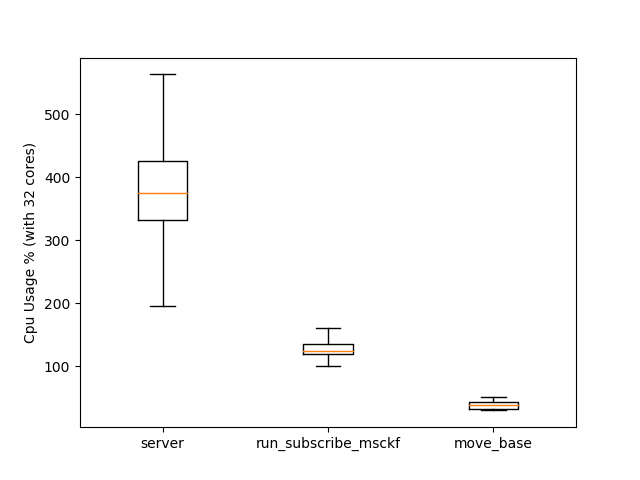 Cpu Usage % (with 32 cores)
500
400
300
200
100
server run_subscribe_msckf move_base